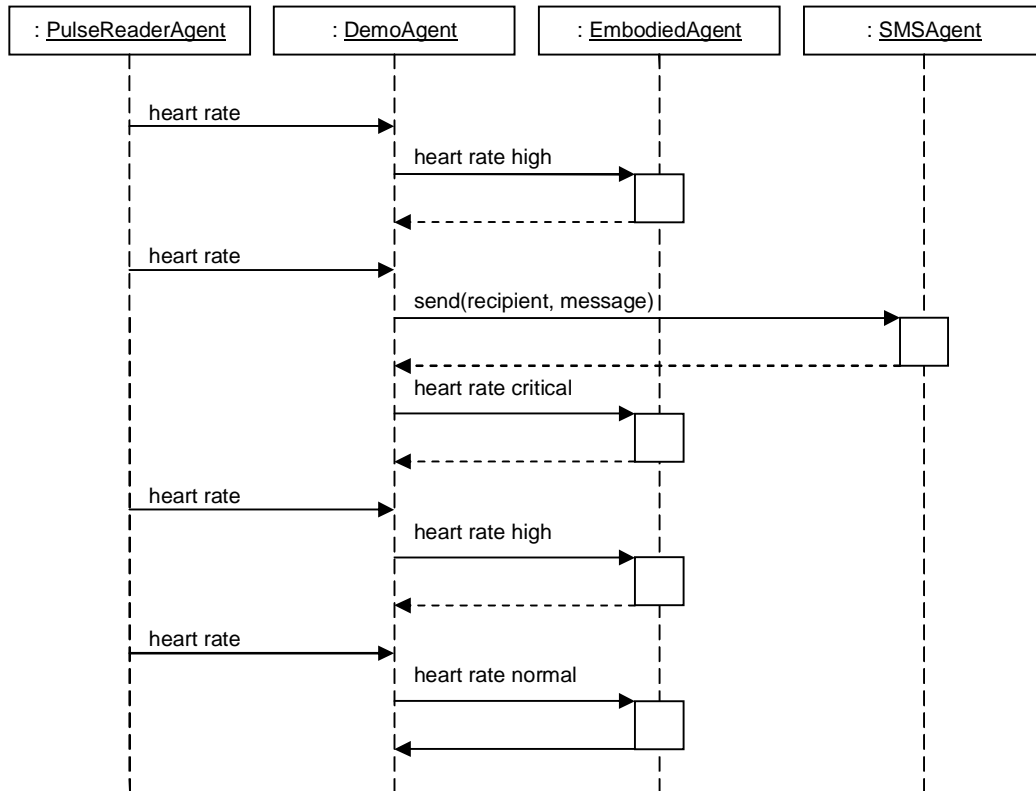 : PulseReaderAgent
: DemoAgent
: EmbodiedAgent
: SMSAgent
heart rate
heart rate high
heart rate
send(recipient, message)
heart rate critical
heart rate
heart rate high
heart rate
heart rate normal